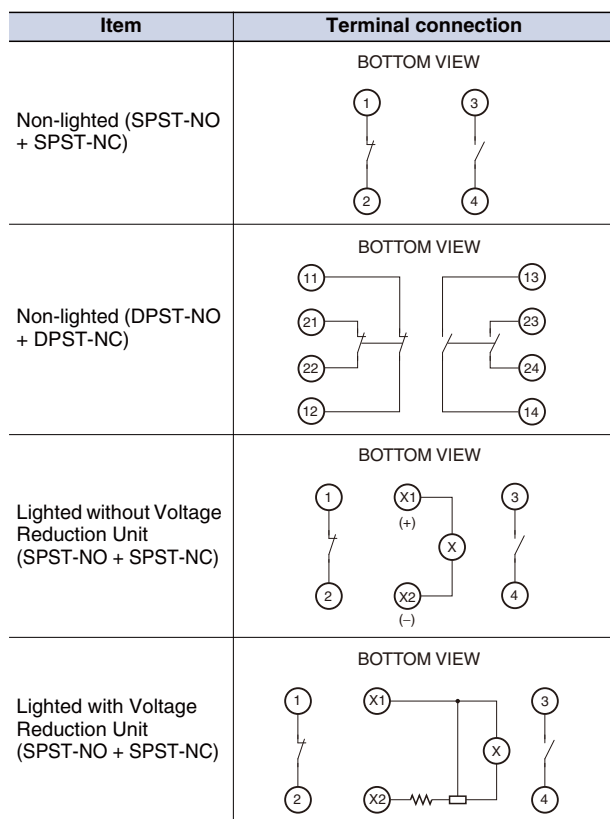 Item Terminal connection
Non-lighted (SPST-NO
+ SPST-NC)
BOTTOM VIEW
1 3
2 4
Non-lighted (DPST-NO
+ DPST-NC)
BOTTOM VIEW
11 13
21 23
22 24
12 14
Lighted without Voltage
Reduction Unit
(SPST-NO + SPST-NC)
BOTTOM VIEW
1 X1 3
(+)
X
2 X2 4
(−)
Lighted with Voltage
Reduction Unit
(SPST-NO + SPST-NC)
BOTTOM VIEW
1 X1 3
X
2 X2 4